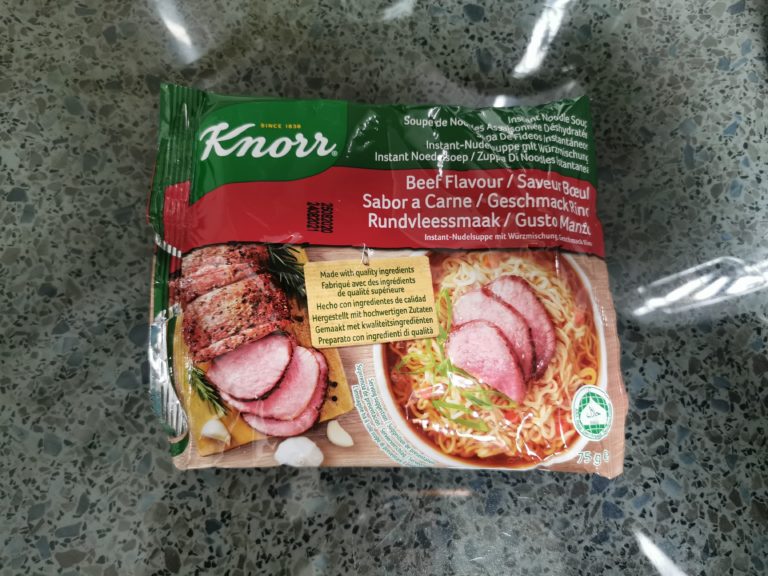 SINCE 1838
Knorr
Instant Noodle Soup
Soupe de Nouilles Assaisonnée Déshydratée
Sopa De Fideos Instantáneos
Instant-Nudelsuppe mit Würzmischung
Instant Noedelsoep / Zuppa Di Noodles Istantanea
Beef Flavour / Saveur Bœuf
Sabor a Carne / Geschmack Rind
Rundvleessmaak / Gusto Manzo
Instant-Nudelsuppe mit Würzmischung, Geschmack Rind
25082020
24082021
Made with quality ingredients
Fabriqué avec des ingrédients
de qualité supérieure
Hecho con ingredientes de calidad
Hergestellt mit hochwertigen Zutaten
Gemaakt met kwaliteitsingrediënten
Preparato con ingredienti di qualità
75 g e